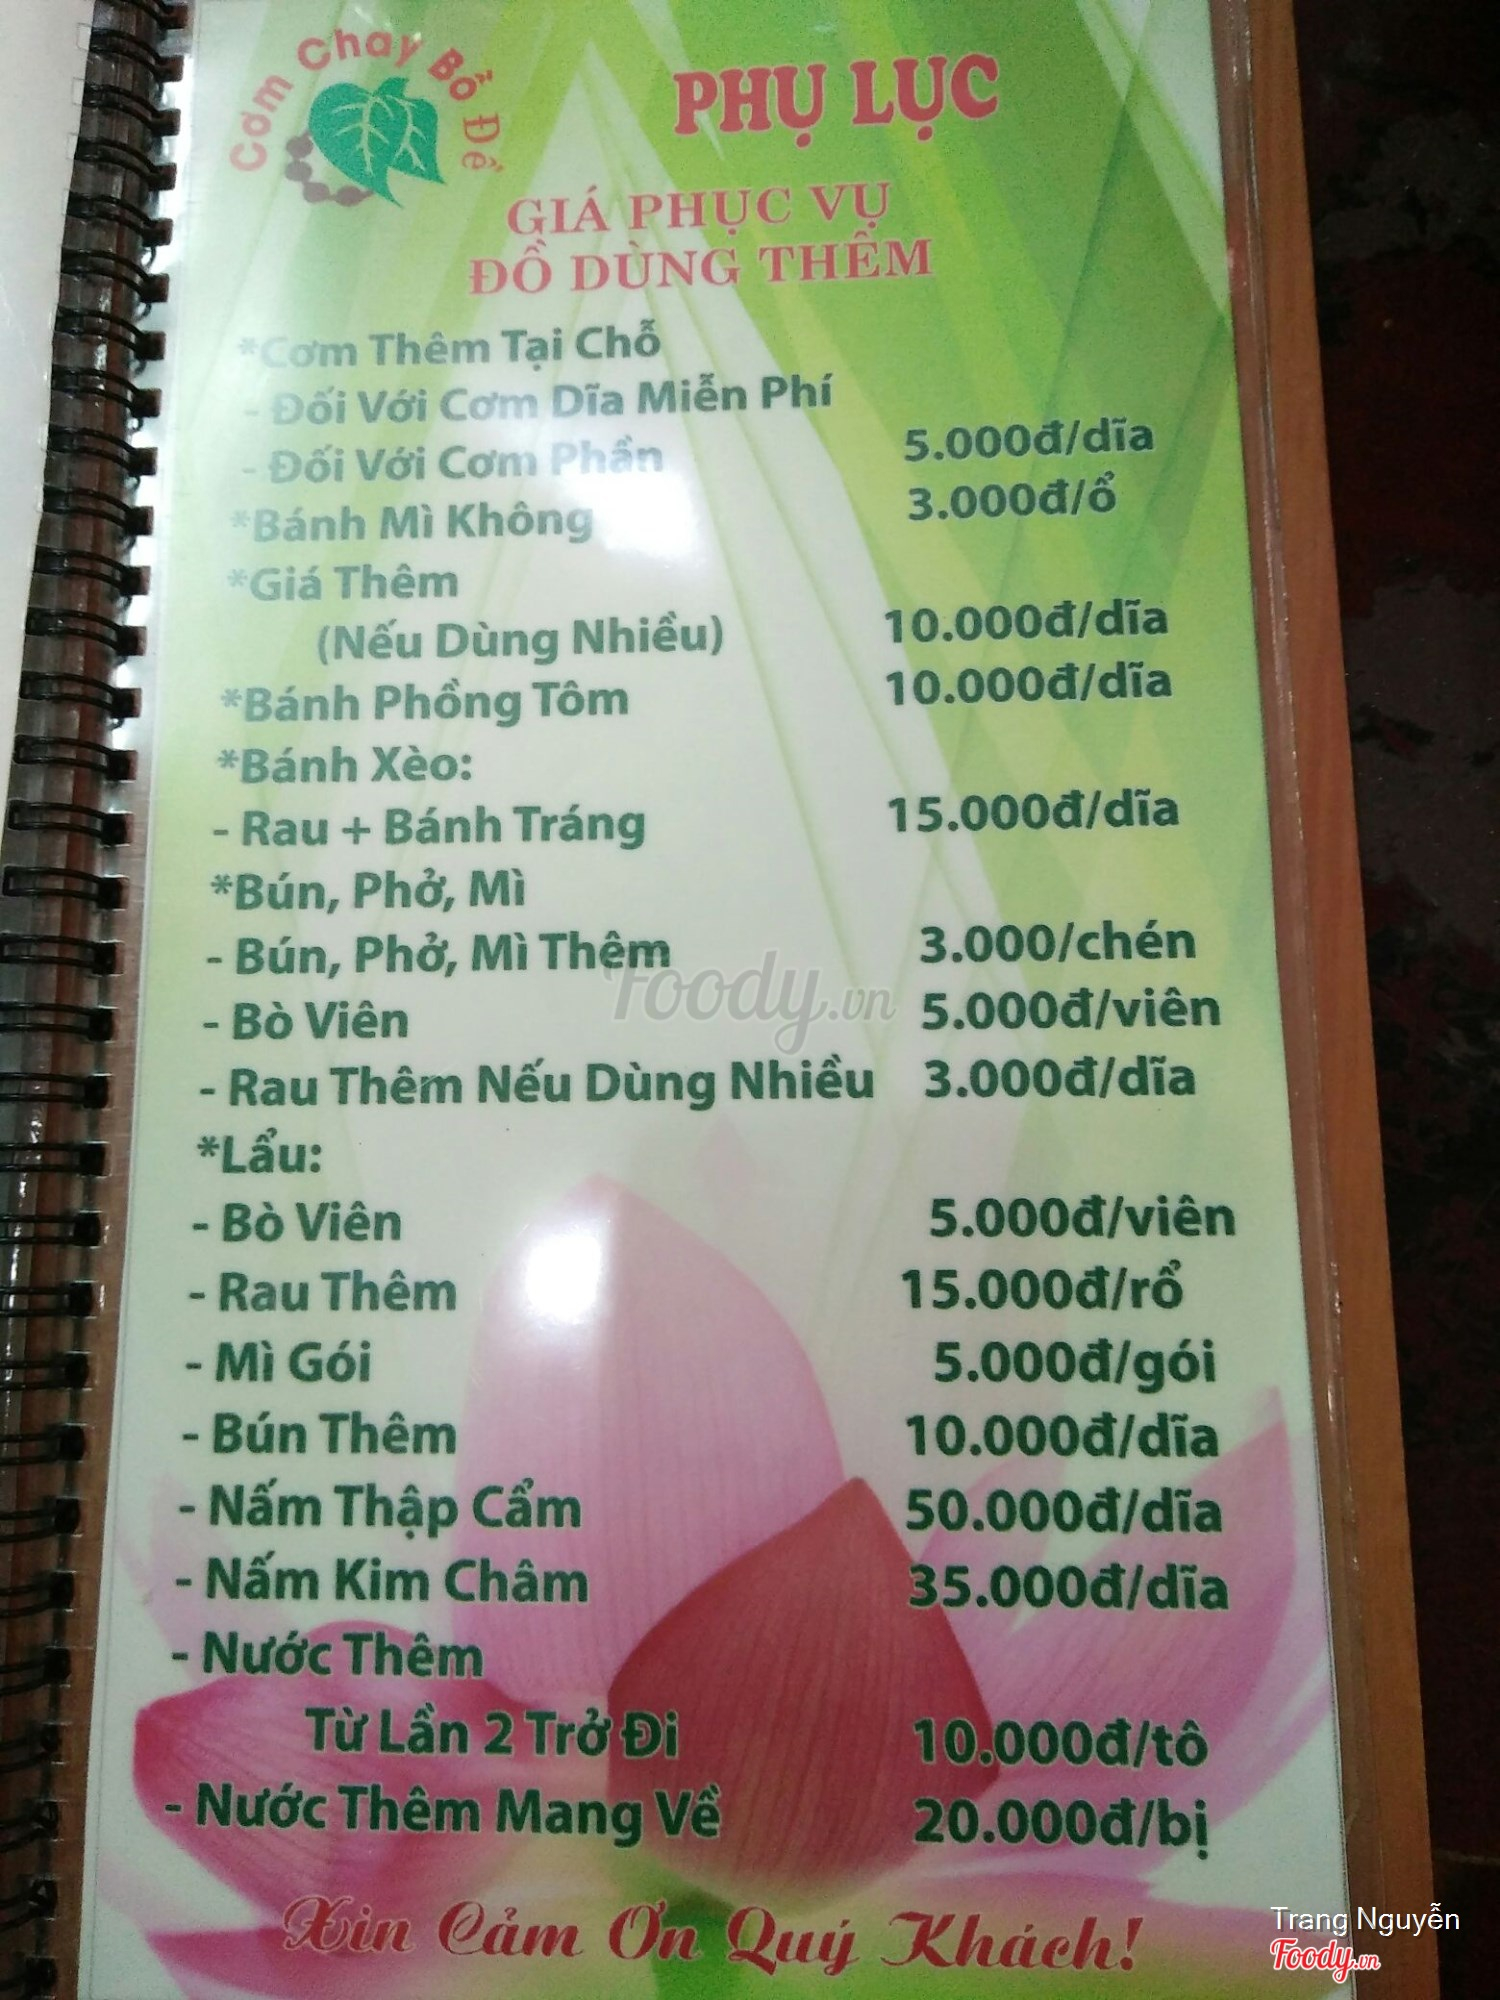 Cơm Chay Bồ Đề
PHỤ LỤC
GIÁ PHỤC VỤ
ĐỒ DÙNG THÊM
*Cơm Thêm Tại Chỗ
- Đối Với Cơm Dĩa Miễn Phí
- Đối Với Cơm Phần 5.000đ/dĩa
*Bánh Mì Không 3.000đ/ổ
*Giá Thêm
(Nếu Dùng Nhiều) 10.000đ/dĩa
*Bánh Phồng Tôm 10.000đ/dĩa
*Bánh Xèo:
- Rau + Bánh Tráng 15.000đ/dĩa
*Bún, Phở, Mì
- Bún, Phở, Mì Thêm 3.000/chén
Foody.vn
- Bò Viên 5.000đ/viên
- Rau Thêm Nếu Dùng Nhiều 3.000đ/dĩa
*Lẩu:
- Bò Viên 5.000đ/viên
- Rau Thêm 15.000đ/rổ
- Mì Gói 5.000đ/gói
- Bún Thêm 10.000đ/dĩa
- Nấm Thập Cẩm 50.000đ/dĩa
- Nấm Kim Châm 35.000đ/dĩa
- Nước Thêm
Từ Lần 2 Trở Đi 10.000đ/tô
- Nước Thêm Mang Về 20.000đ/bị
Xin Cảm Ơn Quý Khách!
Trang Nguyễn
Foody.vn